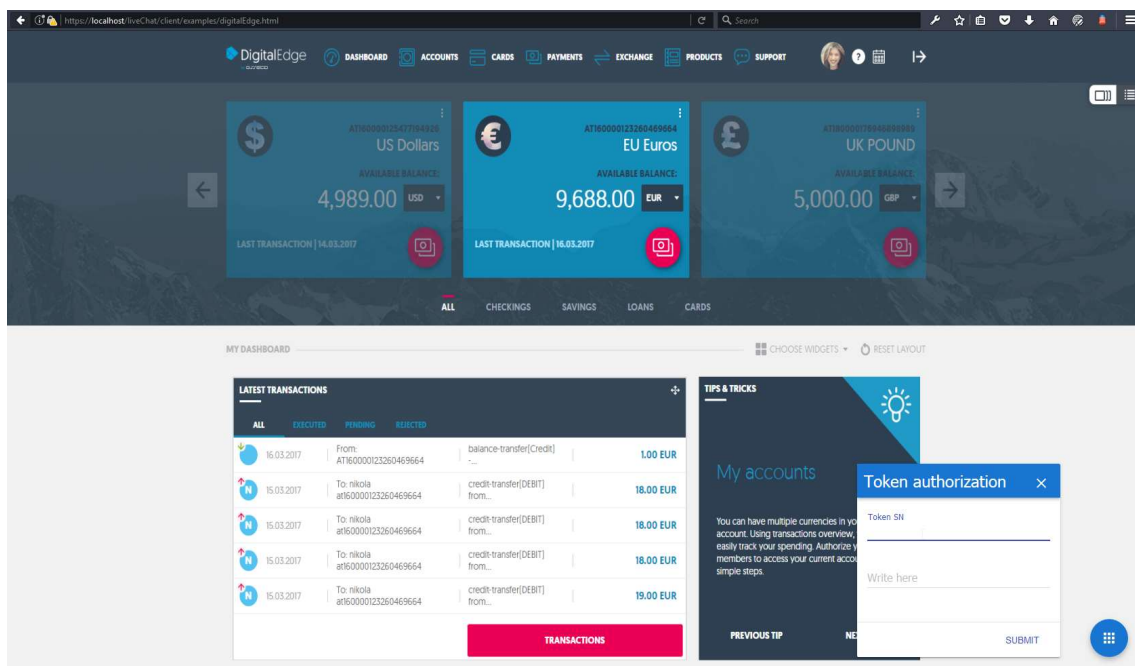 https://localhost/liveChat/client/examples/digitalEdge.html
Search
DigitalEdge
DASHBOARD ACCOUNTS CARDS PAYMENTS EXCHANGE PRODUCTS SUPPORT
US Dollars
AVAILABLE BALANCE:
4,989.00 USD
LAST TRANSACTION | 14.03.2017
AT160000123260469664
EU Euros
AVAILABLE BALANCE:
9,688.00 EUR
LAST TRANSACTION | 16.03.2017
UK POUND
AVAILABLE BALANCE:
5,000.00 GBP
ALL CHECKINGS SAVINGS LOANS CARDS
MY DASHBOARD
CHOOSE WIDGETS RESET LAYOUT
LATEST TRANSACTIONS
ALL EXECUTED PENDING REJECTED
16.03.2017 From: balance-transfer[Credit] 1.00 EUR
AT160000123260469664 -...
N 15.03.2017 To: nikola credit-transfer[DEBIT] 18.00 EUR
at160000123260469664 from...
N 15.03.2017 To: nikola credit-transfer[DEBIT] 18.00 EUR
at160000123260469664 from...
N 15.03.2017 To: nikola credit-transfer[DEBIT] 18.00 EUR
at160000123260469664 from...
N 15.03.2017 To: nikola credit-transfer[DEBIT] 19.00 EUR
at160000123260469664 from...
TRANSACTIONS
TIPS & TRICKS
My accounts
You can have multiple currencies in yo
account. Using transactions overview,
easily track your spending. Authorize y
members to access your current accou
simple steps.
PREVIOUS TIP NE
Token authorization ×
Token SN
Write here
SUBMIT